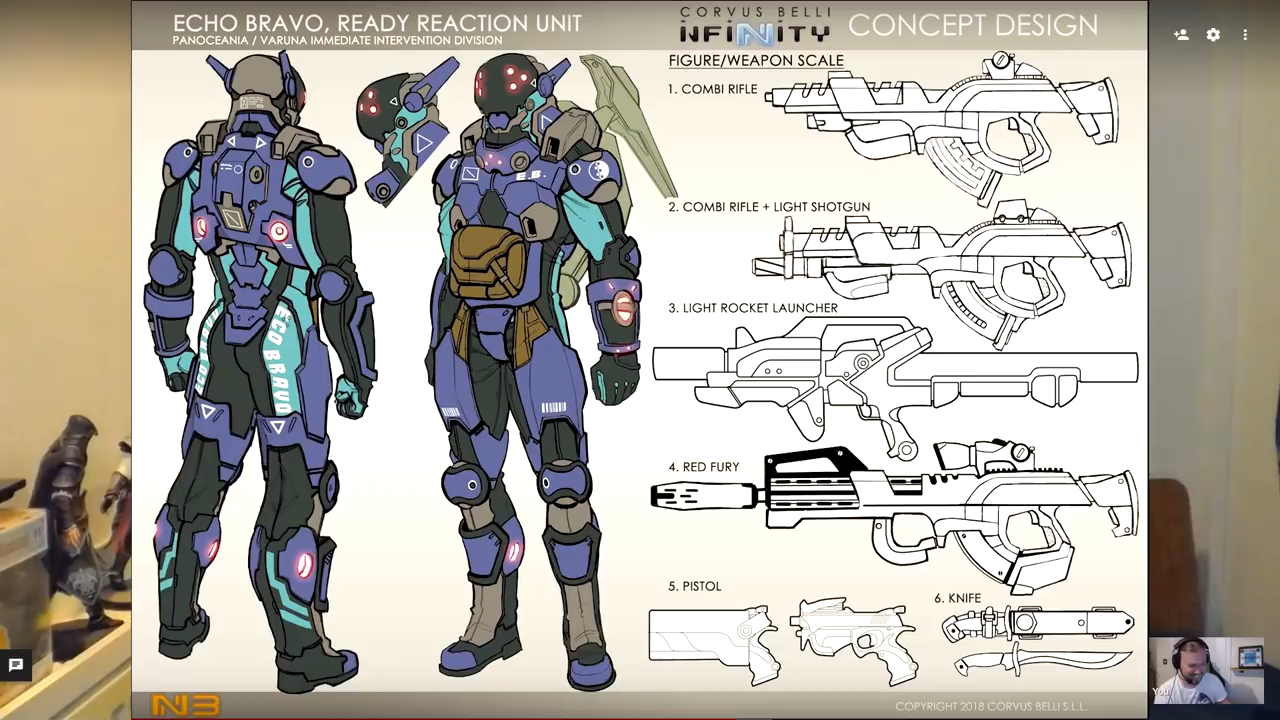 ECHO BRAVO, READY REACTION UNIT
PANOCEANIA / VARUNA IMMEDIATE INTERVENTION DIVISION
CORVUS BELLI
INFINITY
CONCEPT DESIGN
FIGURE/WEAPON SCALE
1. COMBI RIFLE
2. COMBI RIFLE + LIGHT SHOTGUN
3. LIGHT ROCKET LAUNCHER
4. RED FURY
5. PISTOL
6. KNIFE
E.B.
ECO BRAVO
N3
COPYRIGHT 2018 CORVUS BELLI S.L.L.
You